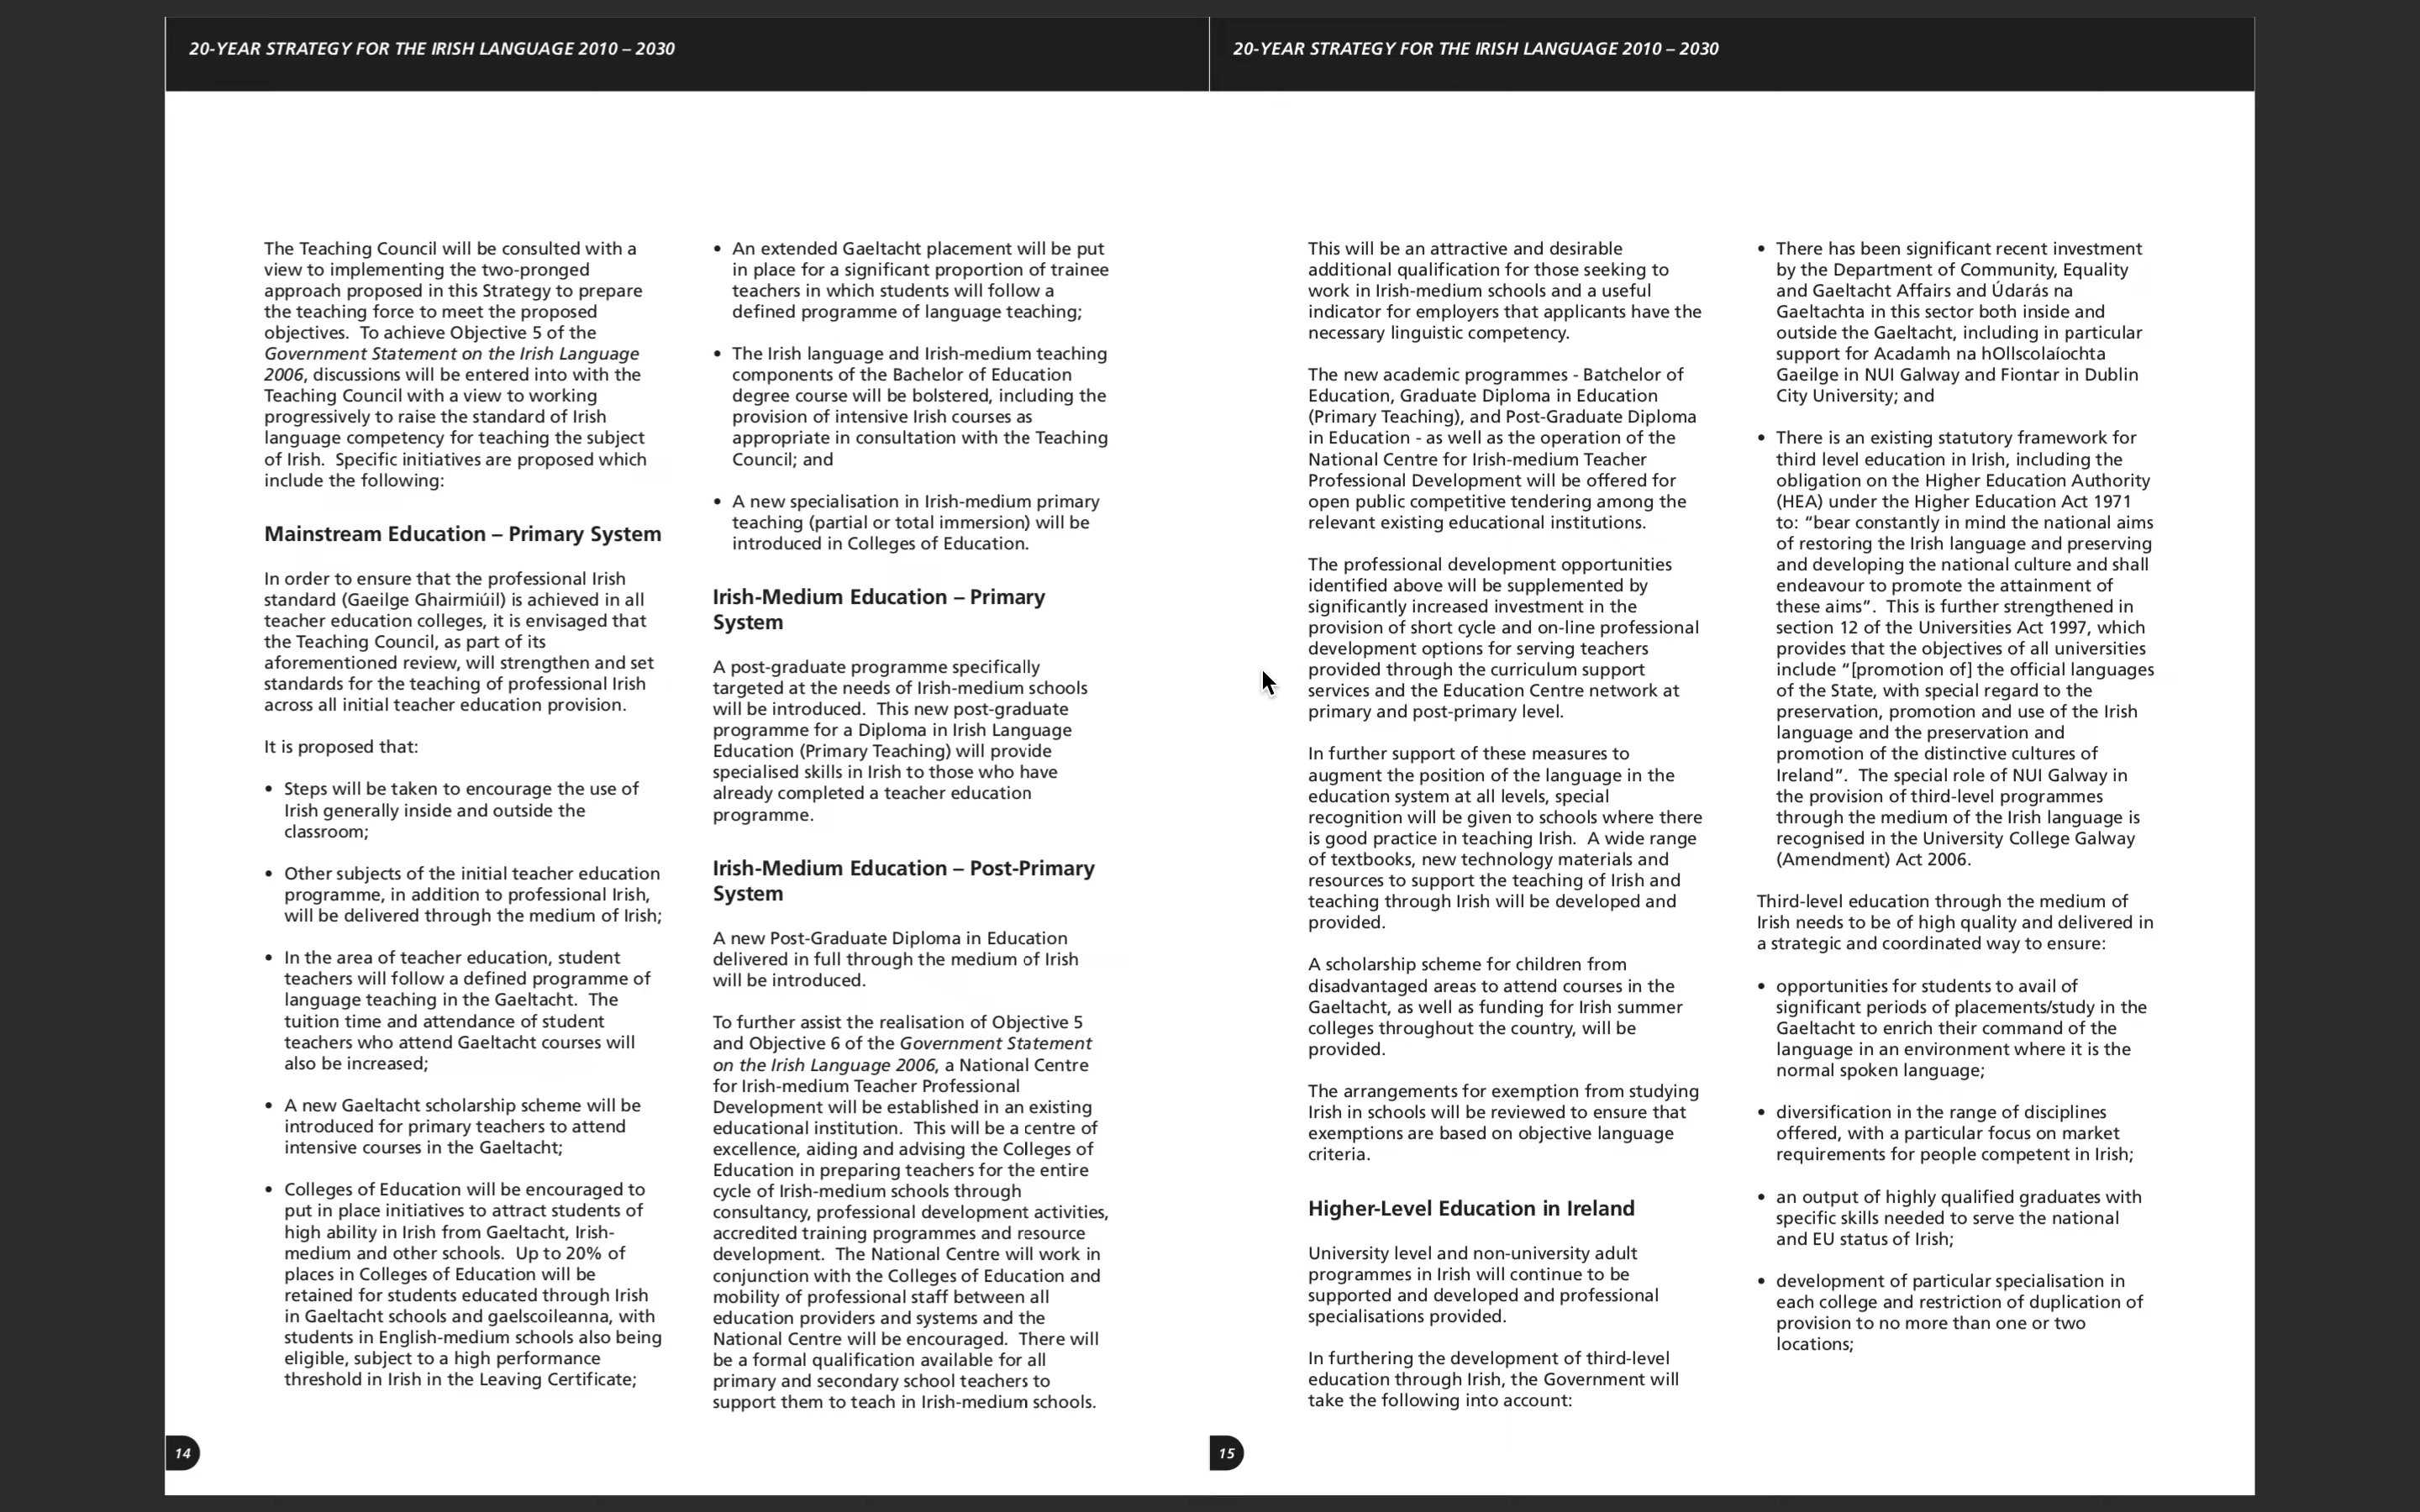 20-YEAR STRATEGY FOR THE IRISH LANGUAGE 2010 – 2030
The Teaching Council will be consulted with a
view to implementing the two-pronged
approach proposed in this Strategy to prepare
the teaching force to meet the proposed
objectives.  To achieve Objective 5 of the
Government Statement on the Irish Language
2006, discussions will be entered into with the
Teaching Council with a view to working
progressively to raise the standard of Irish
language competency for teaching the subject
of Irish.  Specific initiatives are proposed which
include the following:
Mainstream Education – Primary System
In order to ensure that the professional Irish
standard (Gaeilge Ghairmiúil) is achieved in all
teacher education colleges, it is envisaged that
the Teaching Council, as part of its
aforementioned review, will strengthen and set
standards for the teaching of professional Irish
across all initial teacher education provision.
It is proposed that:
• Steps will be taken to encourage the use of
Irish generally inside and outside the
classroom;
• Other subjects of the initial teacher education
programme, in addition to professional Irish,
will be delivered through the medium of Irish;
• In the area of teacher education, student
teachers will follow a defined programme of
language teaching in the Gaeltacht.  The
tuition time and attendance of student
teachers who attend Gaeltacht courses will
also be increased;
• A new Gaeltacht scholarship scheme will be
introduced for primary teachers to attend
intensive courses in the Gaeltacht;
• Colleges of Education will be encouraged to
put in place initiatives to attract students of
high ability in Irish from Gaeltacht, Irish-
medium and other schools.  Up to 20% of
places in Colleges of Education will be
retained for students educated through Irish
in Gaeltacht schools and gaelscoileanna, with
students in English-medium schools also being
eligible, subject to a high performance
threshold in Irish in the Leaving Certificate;
• An extended Gaeltacht placement will be put
in place for a significant proportion of trainee
teachers in which students will follow a
defined programme of language teaching;
• The Irish language and Irish-medium teaching
components of the Bachelor of Education
degree course will be bolstered, including the
provision of intensive Irish courses as
appropriate in consultation with the Teaching
Council; and
• A new specialisation in Irish-medium primary
teaching (partial or total immersion) will be
introduced in Colleges of Education.
Irish-Medium Education – Primary
System
A post-graduate programme specifically
targeted at the needs of Irish-medium schools
will be introduced.  This new post-graduate
programme for a Diploma in Irish Language
Education (Primary Teaching) will provide
specialised skills in Irish to those who have
already completed a teacher education
programme.
Irish-Medium Education – Post-Primary
System
A new Post-Graduate Diploma in Education
delivered in full through the medium of Irish
will be introduced.
To further assist the realisation of Objective 5
and Objective 6 of the Government Statement
on the Irish Language 2006, a National Centre
for Irish-medium Teacher Professional
Development will be established in an existing
educational institution.  This will be a centre of
excellence, aiding and advising the Colleges of
Education in preparing teachers for the entire
cycle of Irish-medium schools through
consultancy, professional development activities,
accredited training programmes and resource
development.  The National Centre will work in
conjunction with the Colleges of Education and
mobility of professional staff between all
education providers and systems and the
National Centre will be encouraged.  There will
be a formal qualification available for all
primary and secondary school teachers to
support them to teach in Irish-medium schools.
14
20-YEAR STRATEGY FOR THE IRISH LANGUAGE 2010 – 2030
This will be an attractive and desirable
additional qualification for those seeking to
work in Irish-medium schools and a useful
indicator for employers that applicants have the
necessary linguistic competency.
The new academic programmes - Batchelor of
Education, Graduate Diploma in Education
(Primary Teaching), and Post-Graduate Diploma
in Education - as well as the operation of the
National Centre for Irish-medium Teacher
Professional Development will be offered for
open public competitive tendering among the
relevant existing educational institutions.
The professional development opportunities
identified above will be supplemented by
significantly increased investment in the
provision of short cycle and on-line professional
development options for serving teachers
provided through the curriculum support
services and the Education Centre network at
primary and post-primary level.
In further support of these measures to
augment the position of the language in the
education system at all levels, special
recognition will be given to schools where there
is good practice in teaching Irish.  A wide range
of textbooks, new technology materials and
resources to support the teaching of Irish and
teaching through Irish will be developed and
provided.
A scholarship scheme for children from
disadvantaged areas to attend courses in the
Gaeltacht, as well as funding for Irish summer
colleges throughout the country, will be
provided.
The arrangements for exemption from studying
Irish in schools will be reviewed to ensure that
exemptions are based on objective language
criteria.
Higher-Level Education in Ireland
University level and non-university adult
programmes in Irish will continue to be
supported and developed and professional
specialisations provided.
In furthering the development of third-level
education through Irish, the Government will
take the following into account:
• There has been significant recent investment
by the Department of Community, Equality
and Gaeltacht Affairs and Údarás na
Gaeltachta in this sector both inside and
outside the Gaeltacht, including in particular
support for Acadamh na hOllscolaíochta
Gaeilge in NUI Galway and Fiontar in Dublin
City University; and
• There is an existing statutory framework for
third level education in Irish, including the
obligation on the Higher Education Authority
(HEA) under the Higher Education Act 1971
to: “bear constantly in mind the national aims
of restoring the Irish language and preserving
and developing the national culture and shall
endeavour to promote the attainment of
these aims”.  This is further strengthened in
section 12 of the Universities Act 1997, which
provides that the objectives of all universities
include “[promotion of] the official languages
of the State, with special regard to the
preservation, promotion and use of the Irish
language and the preservation and
promotion of the distinctive cultures of
Ireland”.  The special role of NUI Galway in
the provision of third-level programmes
through the medium of the Irish language is
recognised in the University College Galway
(Amendment) Act 2006.
Third-level education through the medium of
Irish needs to be of high quality and delivered in
a strategic and coordinated way to ensure:
• opportunities for students to avail of
significant periods of placements/study in the
Gaeltacht to enrich their command of the
language in an environment where it is the
normal spoken language;
• diversification in the range of disciplines
offered, with a particular focus on market
requirements for people competent in Irish;
• an output of highly qualified graduates with
specific skills needed to serve the national
and EU status of Irish;
• development of particular specialisation in
each college and restriction of duplication of
provision to no more than one or two
locations;
15